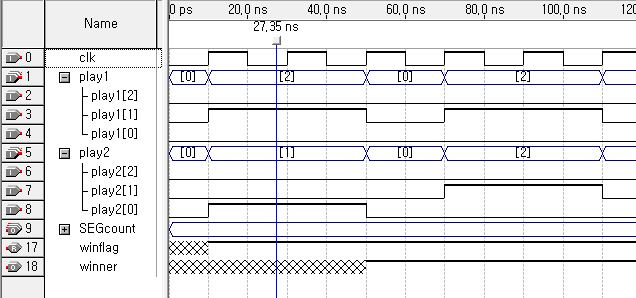 Name
0 ps 20,0 ns 40,0 ns 60,0 ns 80,0 ns 100,0 ns 120
27,35 ns
0 clk
1 play1 [0] [2] [0] [2]
2 play1[2]
3 play1[1]
4 play1[0]
5 play2 [0] [1] [0] [2]
6 play2[2]
7 play2[1]
8 play2[0]
9 SEGcount
17 winflag
18 winner